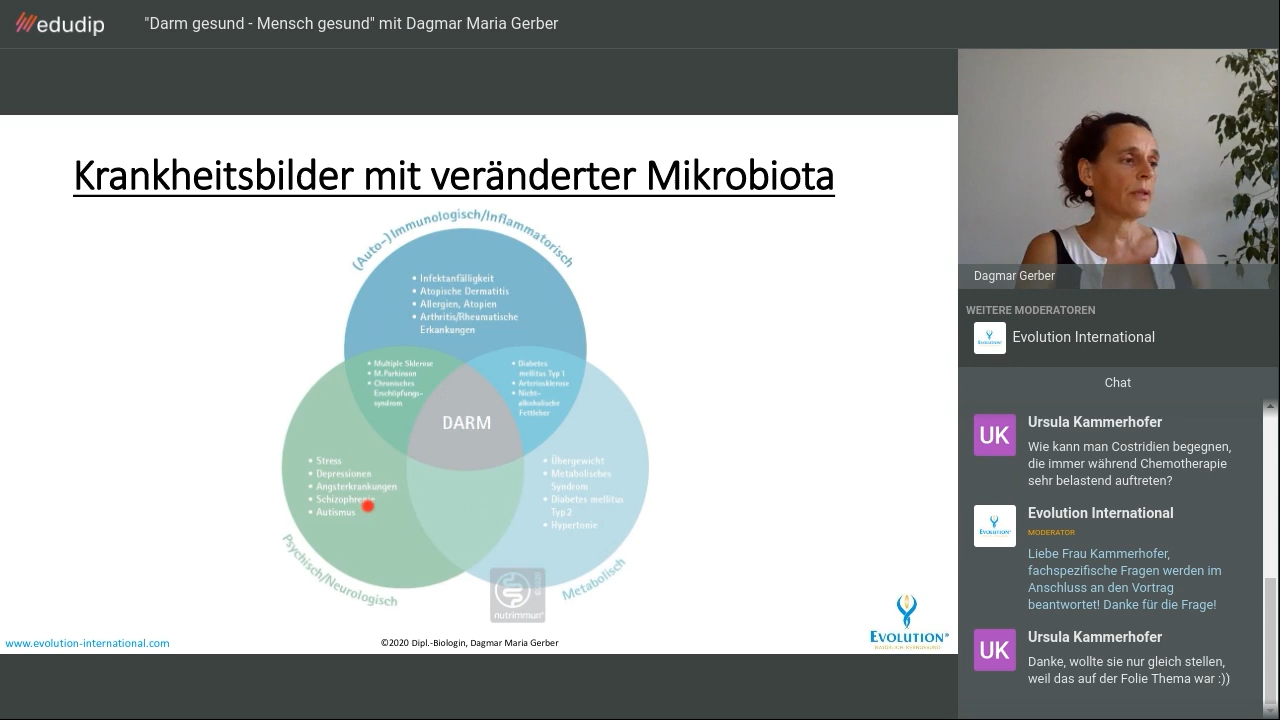 edudip
"Darm gesund - Mensch gesund" mit Dagmar Maria Gerber
Krankheitsbilder mit veränderter Mikrobiota
(Auto-)Immunologisch/Inflammatorisch
• Infektanfälligkeit
• Atopische Dermatitis
• Allergien, Atopien
• Arthritis/Rheumatische
Erkankungen
• Multiple Sklerose
• M.Parkinson
• Chronisches
Erschöpfungs-
syndrom
• Diabetes
mellitus Typ 1
• Arteriosklerose
• Nicht-
alkoholische
Fettleber
DARM
• Stress
• Depressionen
• Angsterkrankungen
• Schizophrenie
• Autismus
• Übergewicht
• Metabolisches
Syndrom
• Diabetes mellitus
Typ 2
• Hypertonie
Psychisch/Neurologisch
Metabolisch
nutrimmun
©2020
www.evolution-international.com
©2020 Dipl.-Biologin, Dagmar Maria Gerber
EVOLUTION®
Dagmar Gerber
WEITERE MODERATOREN
Evolution International
Chat
UK
Ursula Kammerhofer
Wie kann man Costridien begegnen,
die immer während Chemotherapie
sehr belastend auftreten?
Evolution International
MODERATOR
Liebe Frau Kammerhofer,
fachspezifische Fragen werden im
Anschluss an den Vortrag
beantwortet! Danke für die Frage!
UK
Ursula Kammerhofer
Danke, wollte sie nur gleich stellen,
weil das auf der Folie Thema war :))